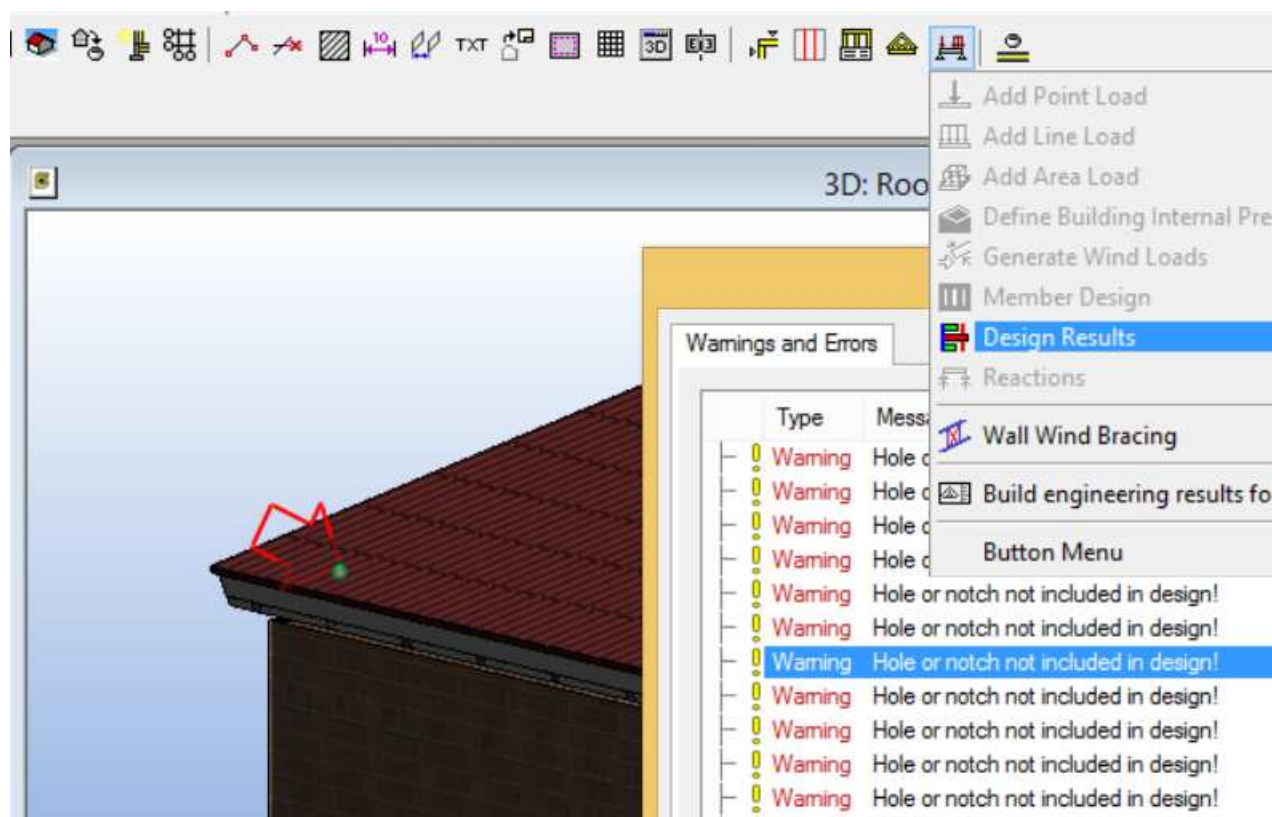 10
TXT
3D
E 3
Add Point Load
Add Line Load
Add Area Load
3D: Roo
Define Building Internal Pre
Generate Wind Loads
Member Design
Warnings and Errors
Design Results
Reactions
Type Messa
Wall Wind Bracing
Warning Hole o
Warning Hole o
Build engineering results fo
Warning Hole o
Warning Hole o
Button Menu
Warning Hole or notch not included in design!
Warning Hole or notch not included in design!
Warning Hole or notch not included in design!
Warning Hole or notch not included in design!
Warning Hole or notch not included in design!
Warning Hole or notch not included in design!
Warning Hole or notch not included in design!